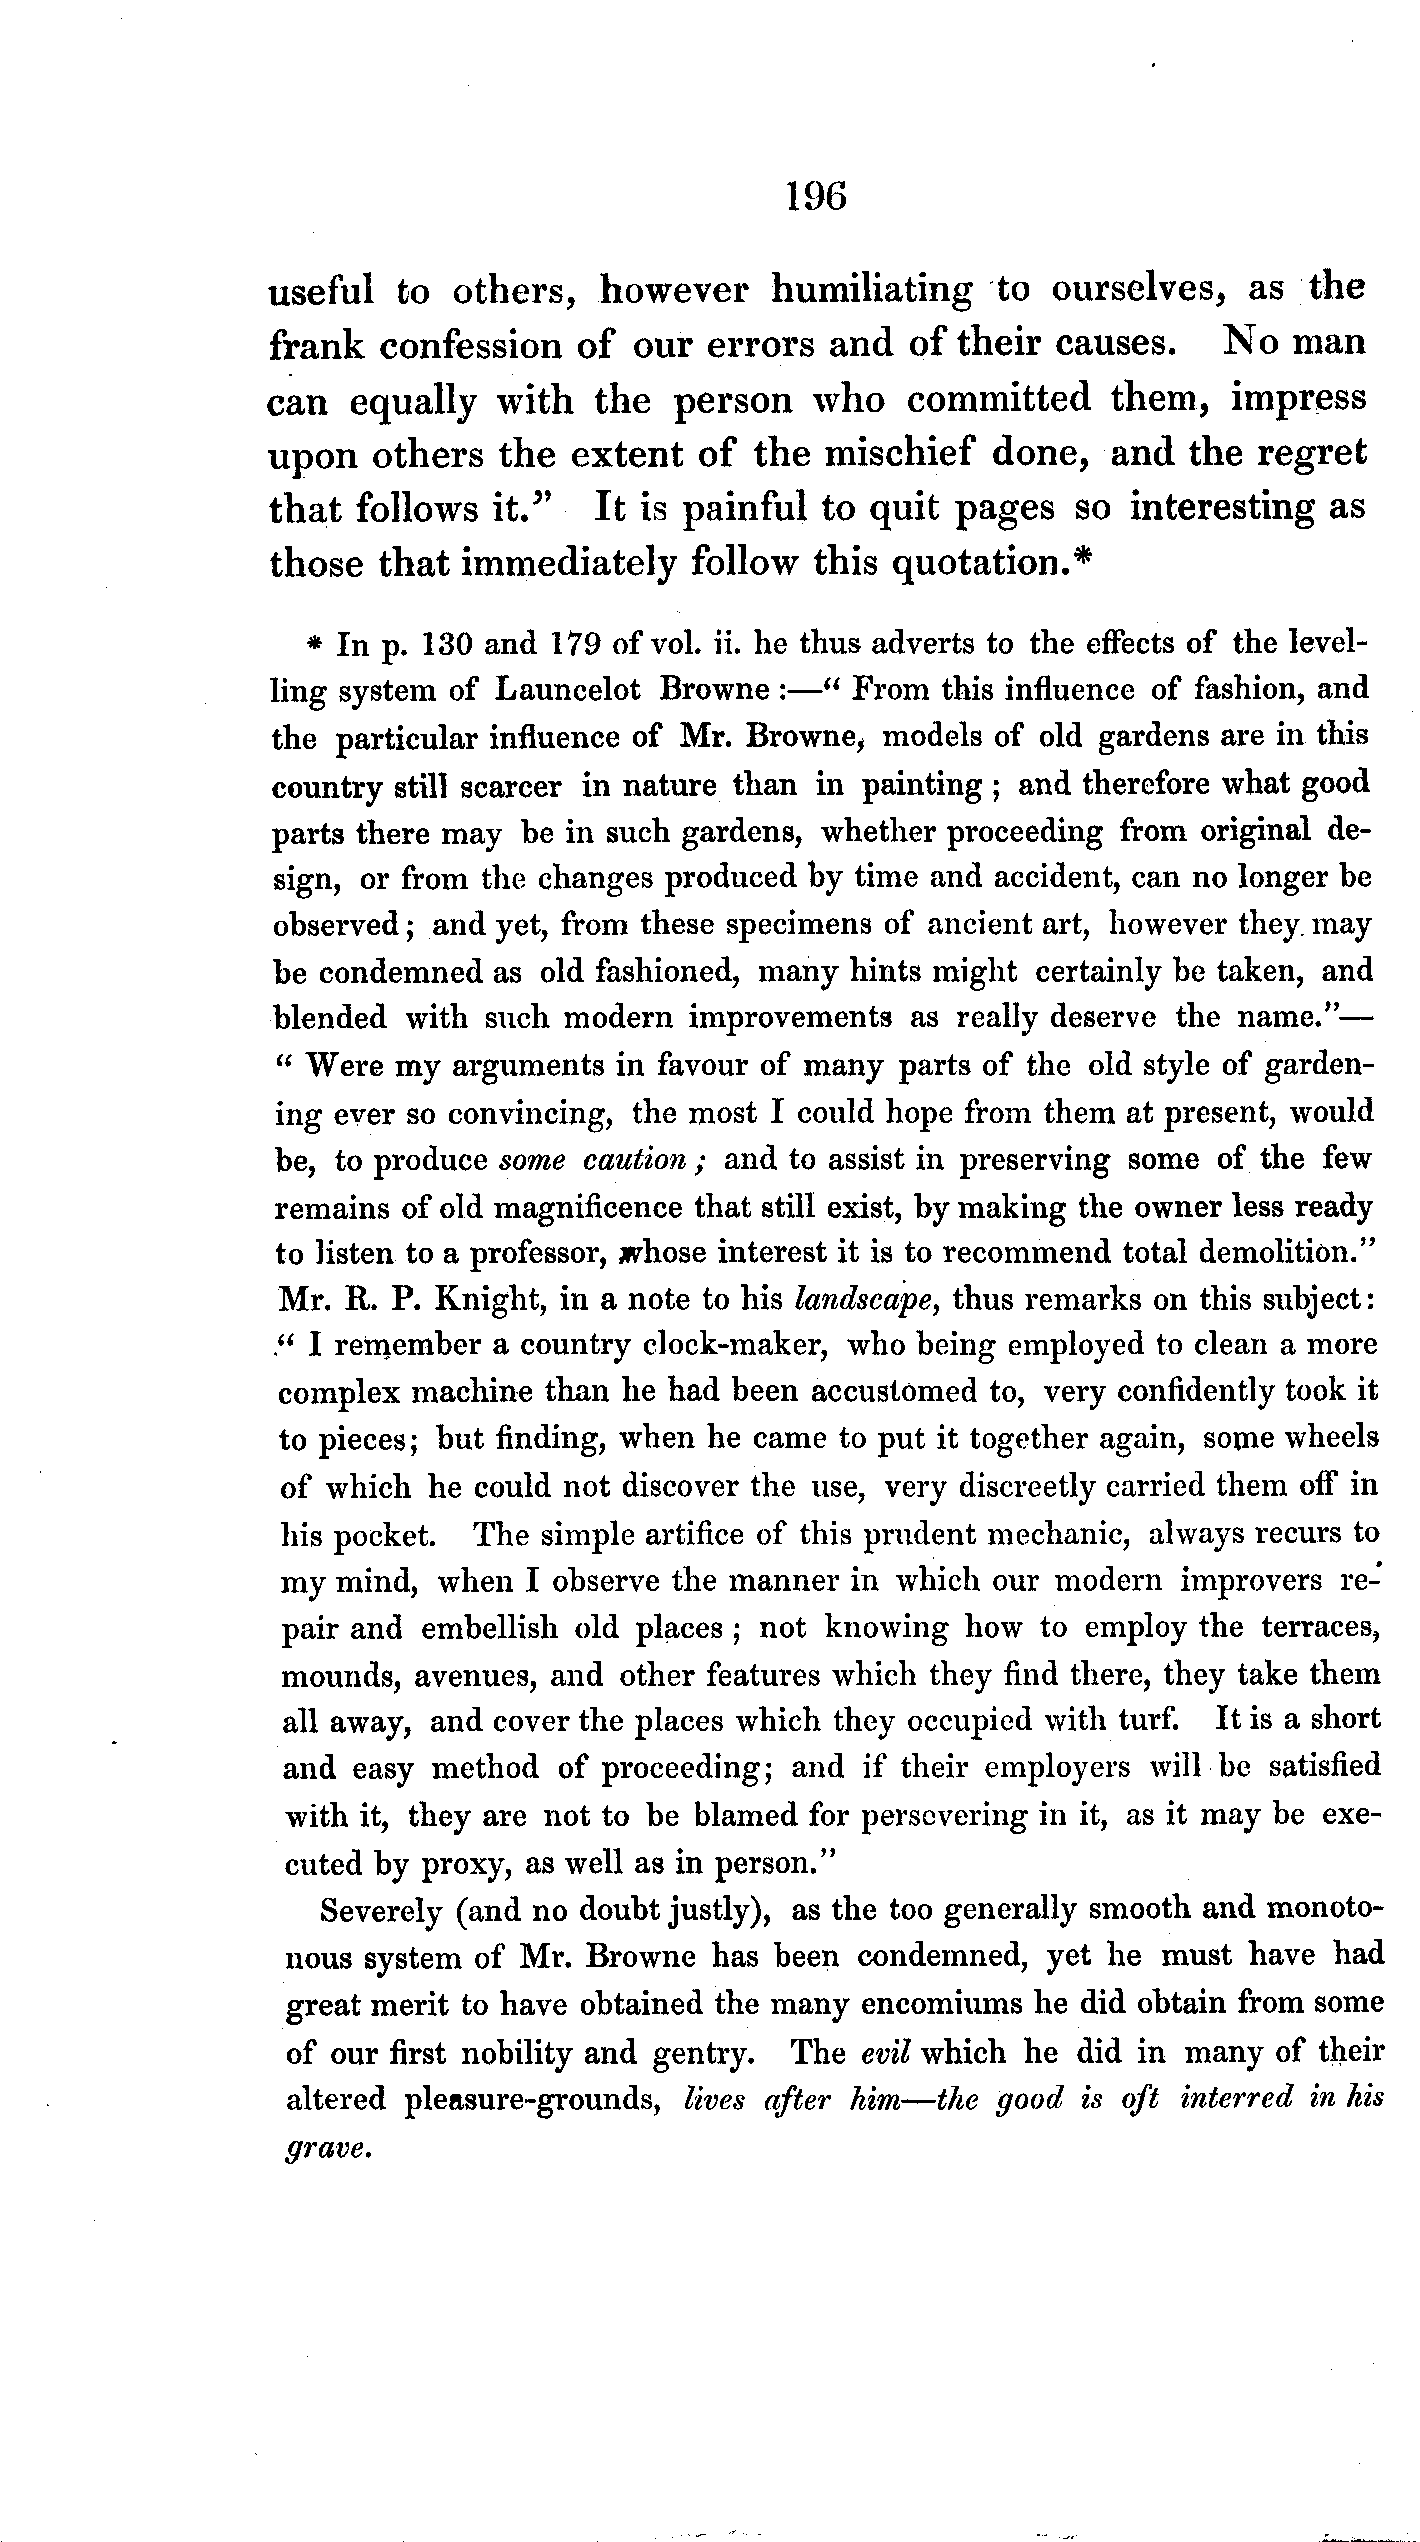 196
useful to others, however humiliating to ourselves, as the
frank confession of our errors and of their causes. No man
can equally with the person who committed them, impress
upon others the extent of the mischief done, and the regret
that follows it.” It is painful to quit pages so interesting as
those that immediately follow this quotation.*
* In p. 130 and 179 of vol. ii. he thus adverts to the effects of the level-
ling system of Launcelot Browne :—“ From this influence of fashion, and
the particular influence of Mr. Browne, models of old gardens are in this
country still scarcer in nature than in painting ; and therefore what good
parts there may be in such gardens, whether proceeding from original de-
sign, or from the changes produced by time and accident, can no longer be
observed ; and yet, from these specimens of ancient art, however they may
be condemned as old fashioned, many hints might certainly be taken, and
blended with such modern improvements as really deserve the name.”—
“ Were my arguments in favour of many parts of the old style of garden-
ing ever so convincing, the most I could hope from them at present, would
be, to produce some caution ; and to assist in preserving some of the few
remains of old magnificence that still exist, by making the owner less ready
to listen to a professor, whose interest it is to recommend total demolition.”
Mr. R. P. Knight, in a note to his landscape, thus remarks on this subject:
“ I remember a country clock-maker, who being employed to clean a more
complex machine than he had been accustomed to, very confidently took it
to pieces; but finding, when he came to put it together again, some wheels
of which he could not discover the use, very discreetly carried them off in
his pocket. The simple artifice of this prudent mechanic, always recurs to
my mind, when I observe the manner in which our modern improvers re-
pair and embellish old places ; not knowing how to employ the terraces,
mounds, avenues, and other features which they find there, they take them
all away, and cover the places which they occupied with turf. It is a short
and easy method of proceeding; and if their employers will be satisfied
with it, they are not to be blamed for persevering in it, as it may be exe-
cuted by proxy, as well as in person.”
Severely (and no doubt justly), as the too generally smooth and monoto-
nous system of Mr. Browne has been condemned, yet he must have had
great merit to have obtained the many encomiums he did obtain from some
of our first nobility and gentry. The evil which he did in many of their
altered pleasure-grounds, lives after him—the good is oft interred in his
grave.